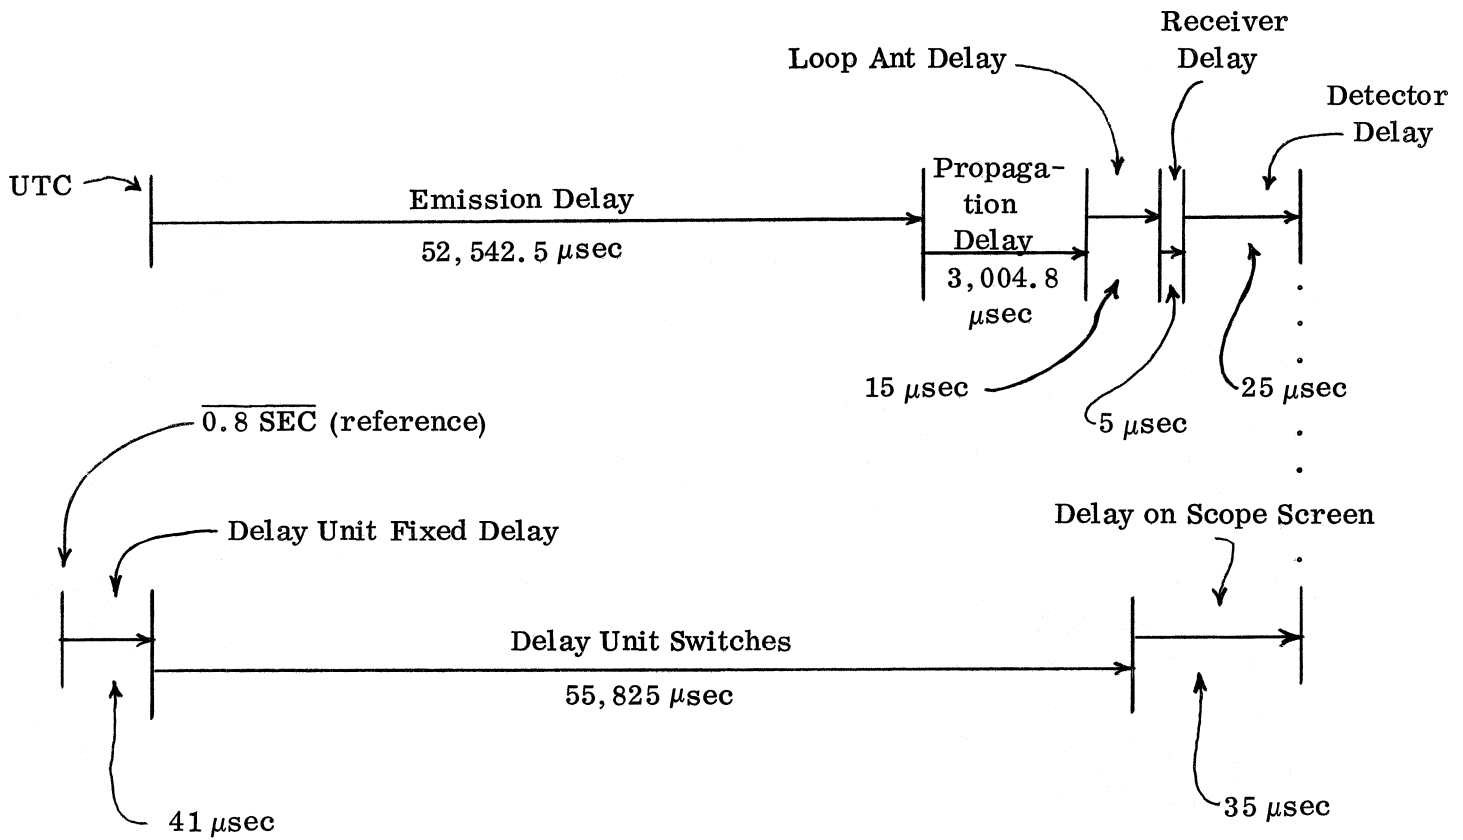 Receiver
Delay
Loop Ant Delay
Detector
Delay
UTC
Emission Delay
52,542.5 μsec
Propaga-
tion
Delay
3,004.8
μsec
15 μsec
5 μsec
25 μsec
0.8 SEC (reference)
Delay Unit Fixed Delay
Delay on Scope Screen
Delay Unit Switches
55,825 μsec
41 μsec
35 μsec